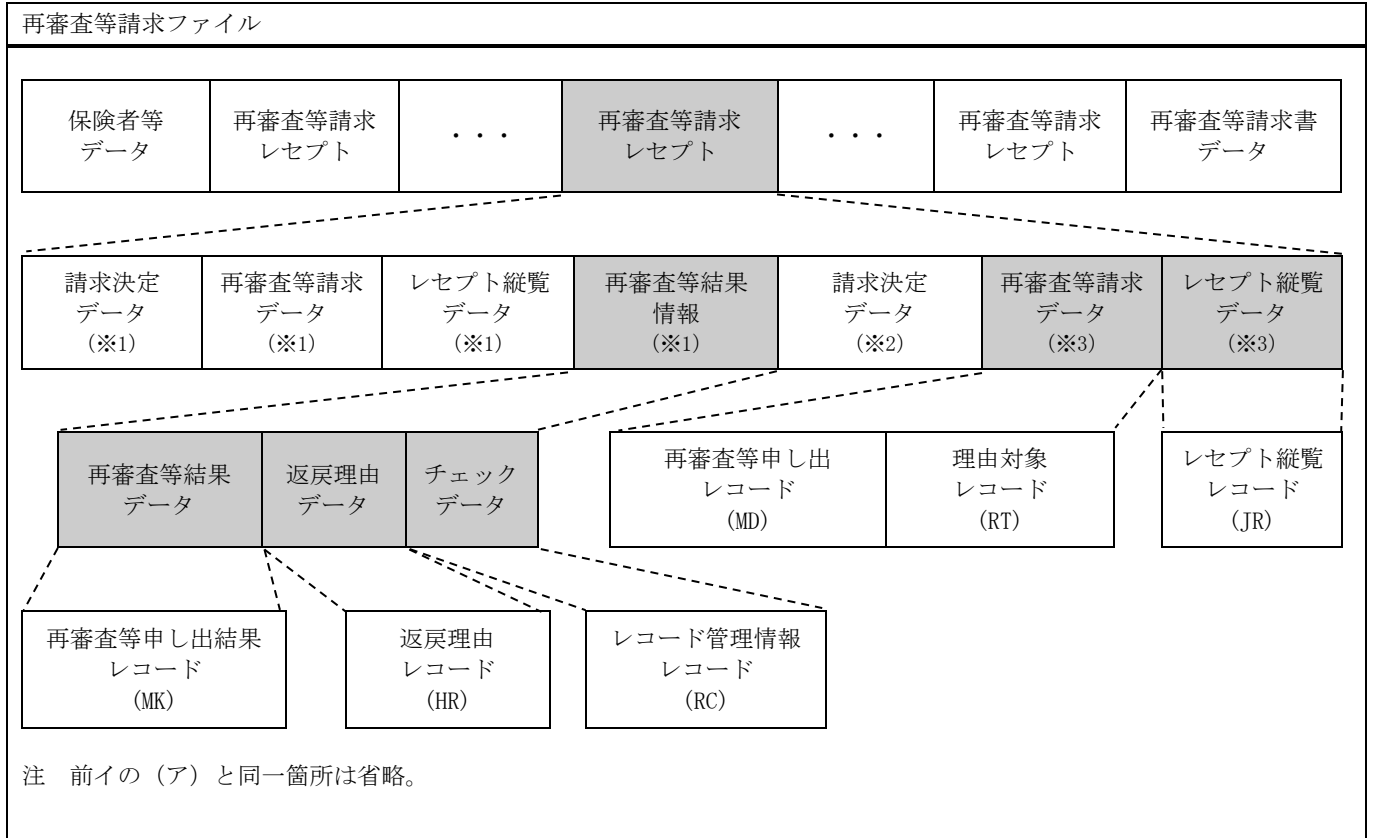 再審査等請求ファイル
保険者等
データ
再審査等請求
レセプト
・・・
再審査等請求
レセプト
・・・
再審査等請求
レセプト
再審査等請求書
データ
請求決定
データ
(※1)
再審査等請求
データ
(※1)
レセプト縦覧
データ
(※1)
再審査等結果
情報
(※1)
請求決定
データ
(※2)
再審査等請求
データ
(※3)
レセプト縦覧
データ
(※3)
再審査等結果
データ
返戻理由
データ
チェック
データ
再審査等申し出
レコード
(MD)
理由対象
レコード
(RT)
レセプト縦覧
レコード
(JR)
再審査等申し出結果
レコード
(MK)
返戻理由
レコード
(HR)
レコード管理情報
レコード
(RC)
注　前イの（ア）と同一箇所は省略。